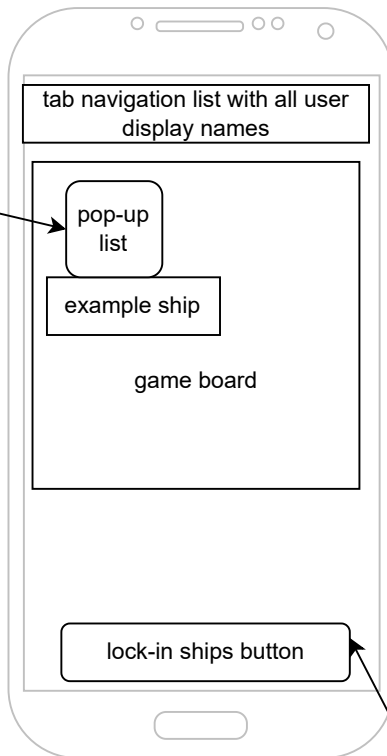 tab navigation list with all user
display names
pop-up
list
example ship
game board
lock-in ships button